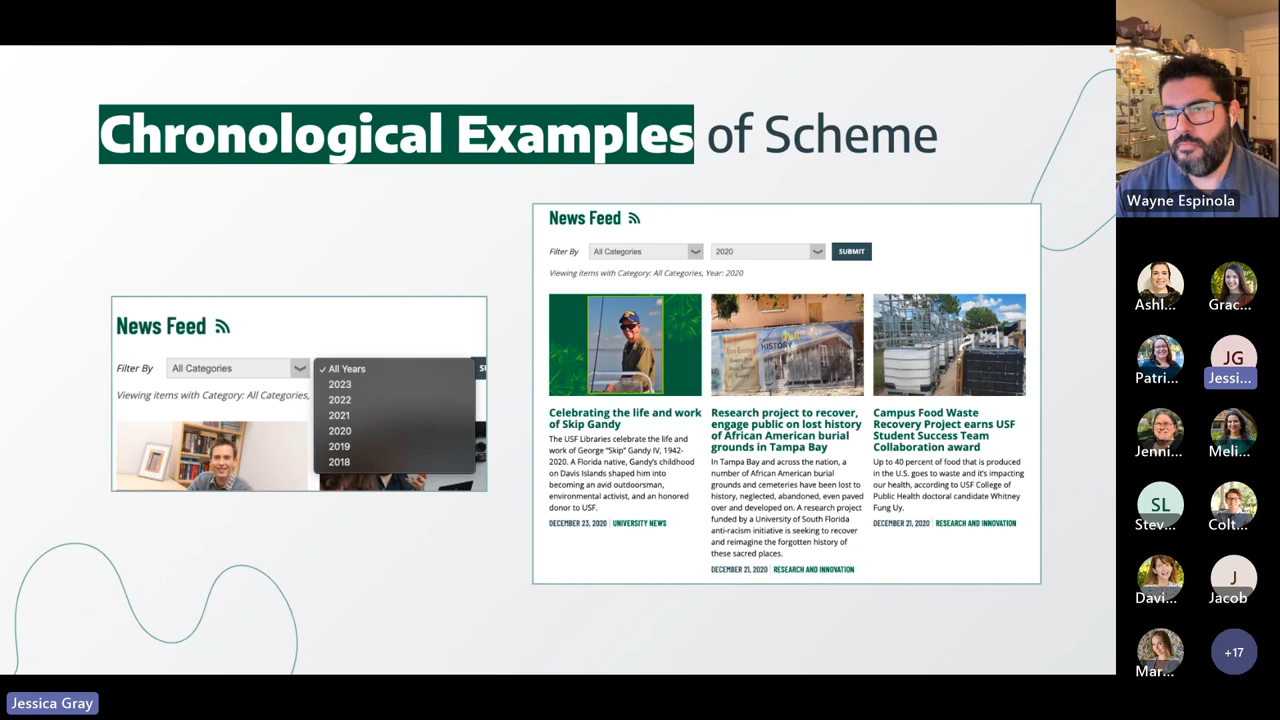 Chronological Examples of Scheme
News Feed
Filter By All Categories
✓ All Years
2023
2022
2021
2020
2019
2018
Viewing items with Category: All Categories,
News Feed
Filter By All Categories 2020 SUBMIT
Viewing items with Category: All Categories, Year: 2020
HISTORY
Celebrating the life and work
of Skip Gandy
The USF Libraries celebrate the life and
work of George “Skip” Gandy IV, 1942-
2020. A Florida native, Gandy’s childhood
on Davis Islands shaped him into
becoming an avid outdoorsman,
environmental activist, and an honored
donor to USF.
DECEMBER 23, 2020 | UNIVERSITY NEWS
Research project to recover,
engage public on lost history
of African American burial
grounds in Tampa Bay
In Tampa Bay and across the nation, a
number of African American burial
grounds and cemeteries have been lost to
history, neglected, abandoned, even paved
over and developed on. A research project
funded by a University of South Florida
anti-racism initiative is seeking to recover
and reimagine the forgotten history of
these sacred places.
DECEMBER 21, 2020 | RESEARCH AND INNOVATION
Campus Food Waste
Recovery Project earns USF
Student Success Team
Collaboration award
Up to 40 percent of food that is produced
in the U.S. goes to waste and it’s impacting
our health, according to USF College of
Public Health doctoral candidate Whitney
Fung Uy.
DECEMBER 21, 2020 | RESEARCH AND INNOVATION
Wayne Espinola
Ashl... Grac...
JG
Patri... Jessi...
Jenni... Meli...
SL
Stev... Colt...
J
Davi... Jacob
Mar... +17
Jessica Gray